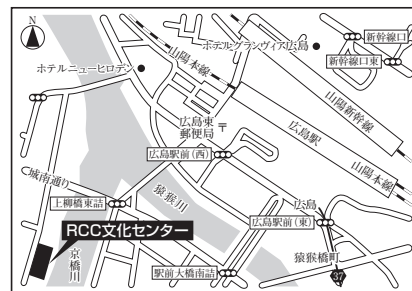 N
ホテルグランヴィア広島
新幹線口
新幹線口東
山陽本線
ホテルニューヒロデン
山陽新幹線
広島東
郵便局
広島駅
広島駅前(西)
山陽本線
城南通り
猿猴川
広島
上柳橋東詰
広島駅前(東)
RCC文化センター
猿猴橋町
京橋川
駅前大橋南詰
37